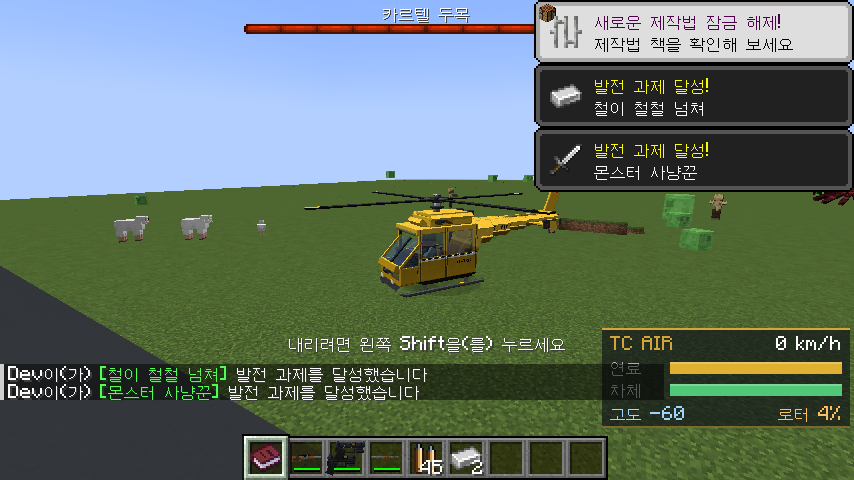 카르텔 두목
새로운 제작법 잠금 해제!
제작법 책을 확인해 보세요
발전 과제 달성!
철이 철철 넘쳐
발전 과제 달성!
몬스터 사냥꾼
내리려면 왼쪽 Shift을(를) 누르세요
Dev이(가) [철이 철철 넘쳐] 발전 과제를 달성했습니다
Dev이(가) [몬스터 사냥꾼] 발전 과제를 달성했습니다
TC AIR 0 km/h
연료
차체
고도 -60 로터 4%
46 2